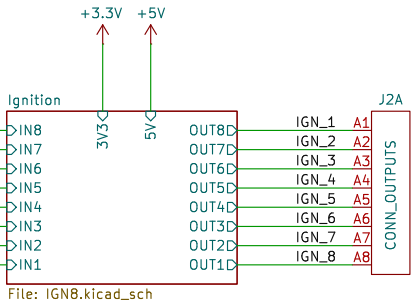 +3.3V +5V
Ignition
J2A
3V3
5V
IN8 OUT8 IGN_1 A1
IN7 OUT7 IGN_2 A2
IN6 OUT6 IGN_3 A3
IN5 OUT5 IGN_4 A4
IN4 OUT4 IGN_5 A5
IN3 OUT3 IGN_6 A6
IN2 OUT2 IGN_7 A7
IN1 OUT1 IGN_8 A8
CONN_OUTPUTS
File: IGN8.kicad_sch